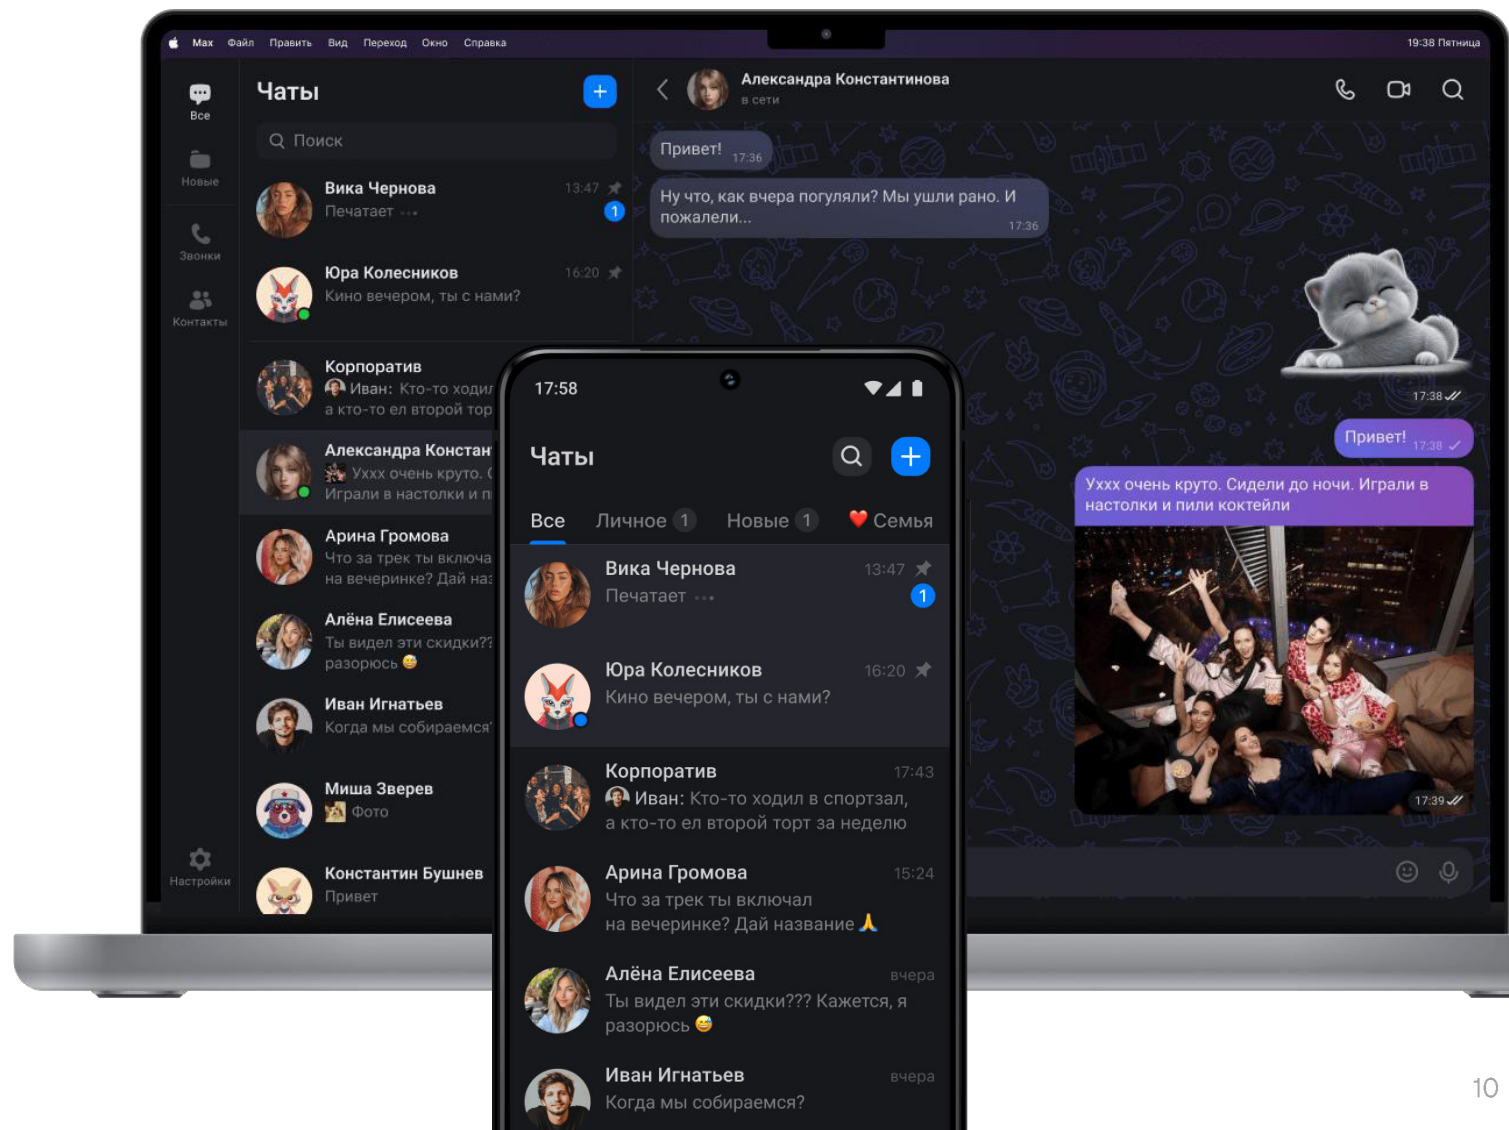 Max Файл Править Вид Переход Окно Справка
19:38 Пятница
Все
Новые
Звонки
Контакты
Настройки
Чаты
Поиск
Вика Чернова 13:47
Печатает
1
Юра Колесников 16:20
Кино вечером, ты с нами?
Корпоратив
Иван: Кто-то ходи
а кто-то ел второй тор
Александра Констан
Уххх очень круто.
Играли в настолки и п
Арина Громова
Что за трек ты включа
на вечеринке? Дай наз
Алёна Елисеева
Ты видел эти скидки??
разорюсь 😅
Иван Игнатьев
Когда мы собираемся
Миша Зверев
Фото
Константин Бушнев
Привет
Александра Константинова
в сети
Привет! 17:36
Ну что, как вчера погуляли? Мы ушли рано. И
пожалели...
17:36
17:38
Привет! 17:38
Уххх очень круто. Сидели до ночи. Играли в
настолки и пили коктейли
17:39
17:58
Чаты
Все Личное 1 Новые 1 ❤️ Семья
Вика Чернова 13:47
Печатает 1
Юра Колесников 16:20
Кино вечером, ты с нами?
Корпоратив 17:43
Иван: Кто-то ходил в спортзал,
а кто-то ел второй торт за неделю
Арина Громова 15:24
Что за трек ты включал
на вечеринке? Дай название 🙏
Алёна Елисеева вчера
Ты видел эти скидки??? Кажется, я
разорюсь 😅
Иван Игнатьев вчера
Когда мы собираемся?
10